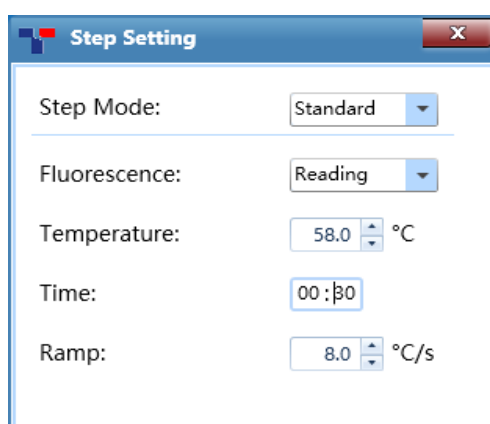 Step Setting
x
Step Mode: Standard
Fluorescence: Reading
Temperature: 58.0 °C
Time: 00:30
Ramp: 8.0 °C/s